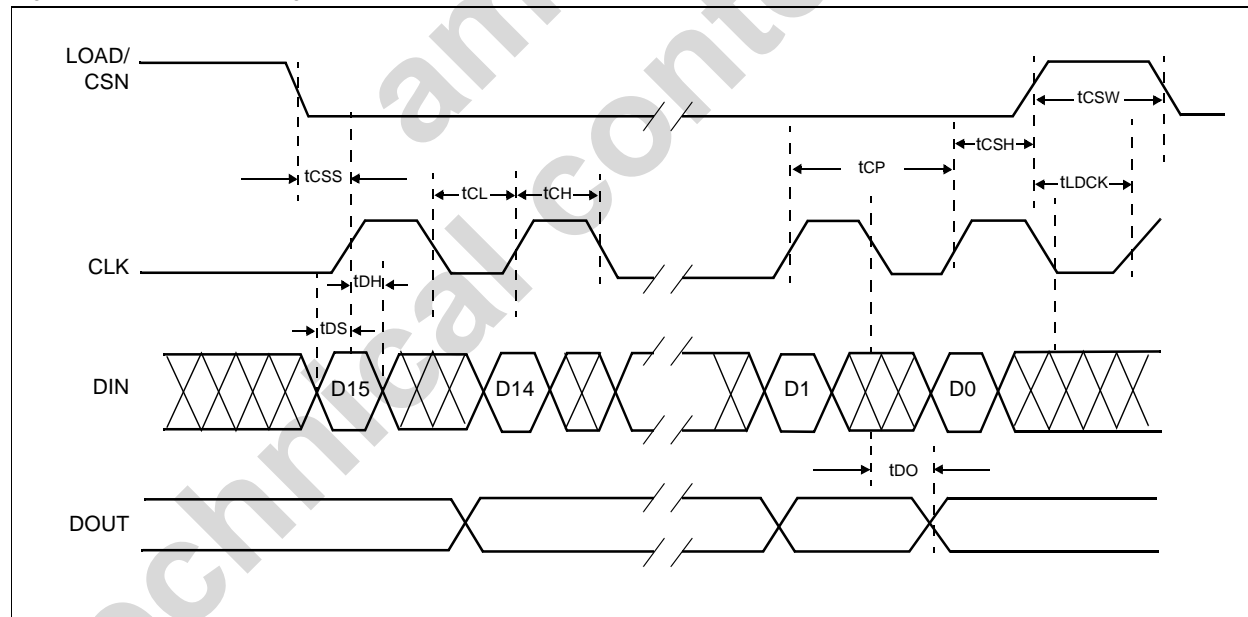 LOAD/
CSN
tCSW
tCSH
tCP
tCSS
tCL
tCH
tLDCK
CLK
tDH
tDS
DIN
D15
D14
D1
D0
tDO
DOUT